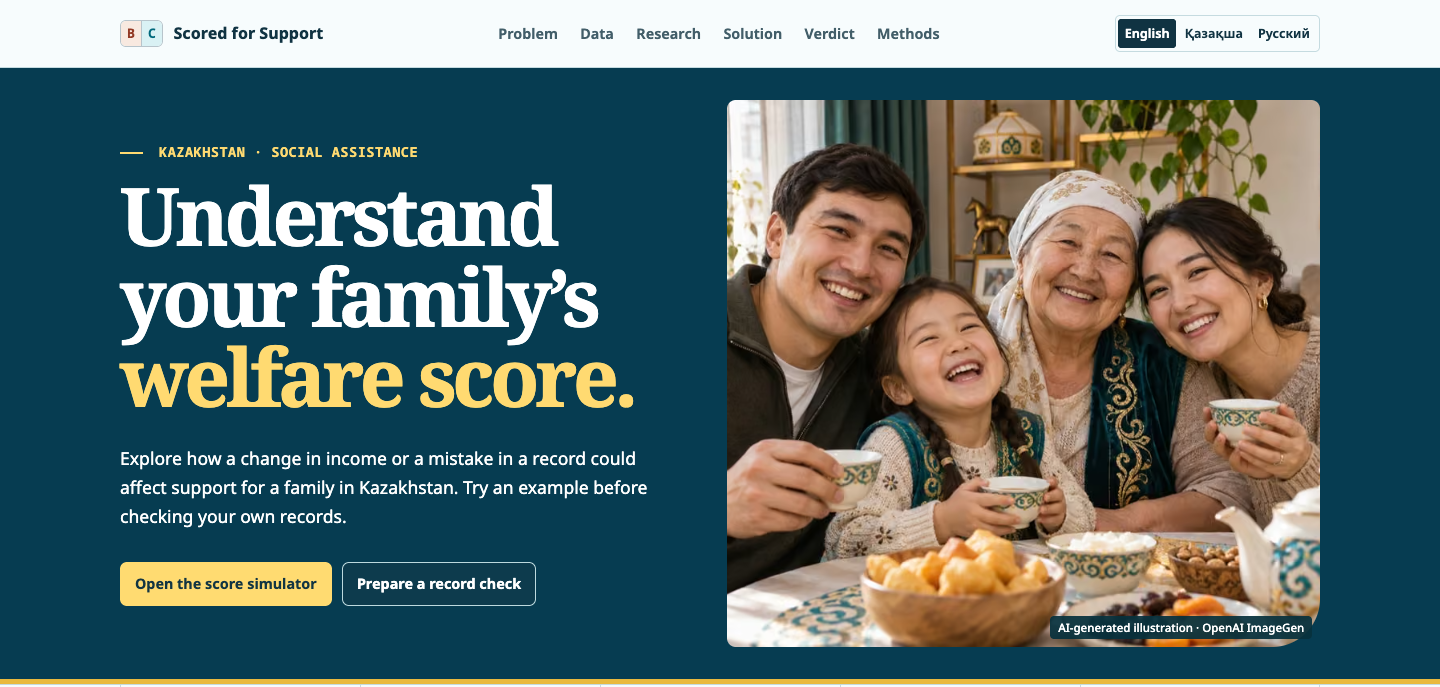 B C Scored for Support
Problem Data Research Solution Verdict Methods
English Қазақша Русский
KAZAKHSTAN · SOCIAL ASSISTANCE
Understand
your family’s
welfare score.
Explore how a change in income or a mistake in a record could
affect support for a family in Kazakhstan. Try an example before
checking your own records.
Open the score simulator
Prepare a record check
AI-generated illustration · OpenAI ImageGen